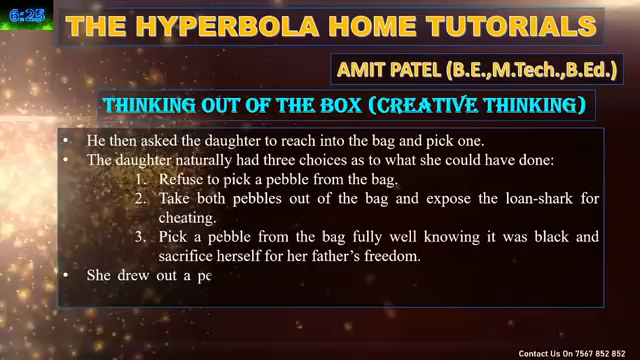 6:25
THE HYPERBOLA HOME TUTORIALS
AMIT PATEL (B.E.,M.Tech.,B.Ed.)
THINKING OUT OF THE BOX (CREATIVE THINKING)
• He then asked the daughter to reach into the bag and pick one.
• The daughter naturally had three choices as to what she could have done:
1. Refuse to pick a pebble from the bag.
2. Take both pebbles out of the bag and expose the loan-shark for
cheating.
3. Pick a pebble from the bag fully well knowing it was black and
sacrifice herself for her father's freedom.
• She drew out a pe
Contact Us On 7567 852 852